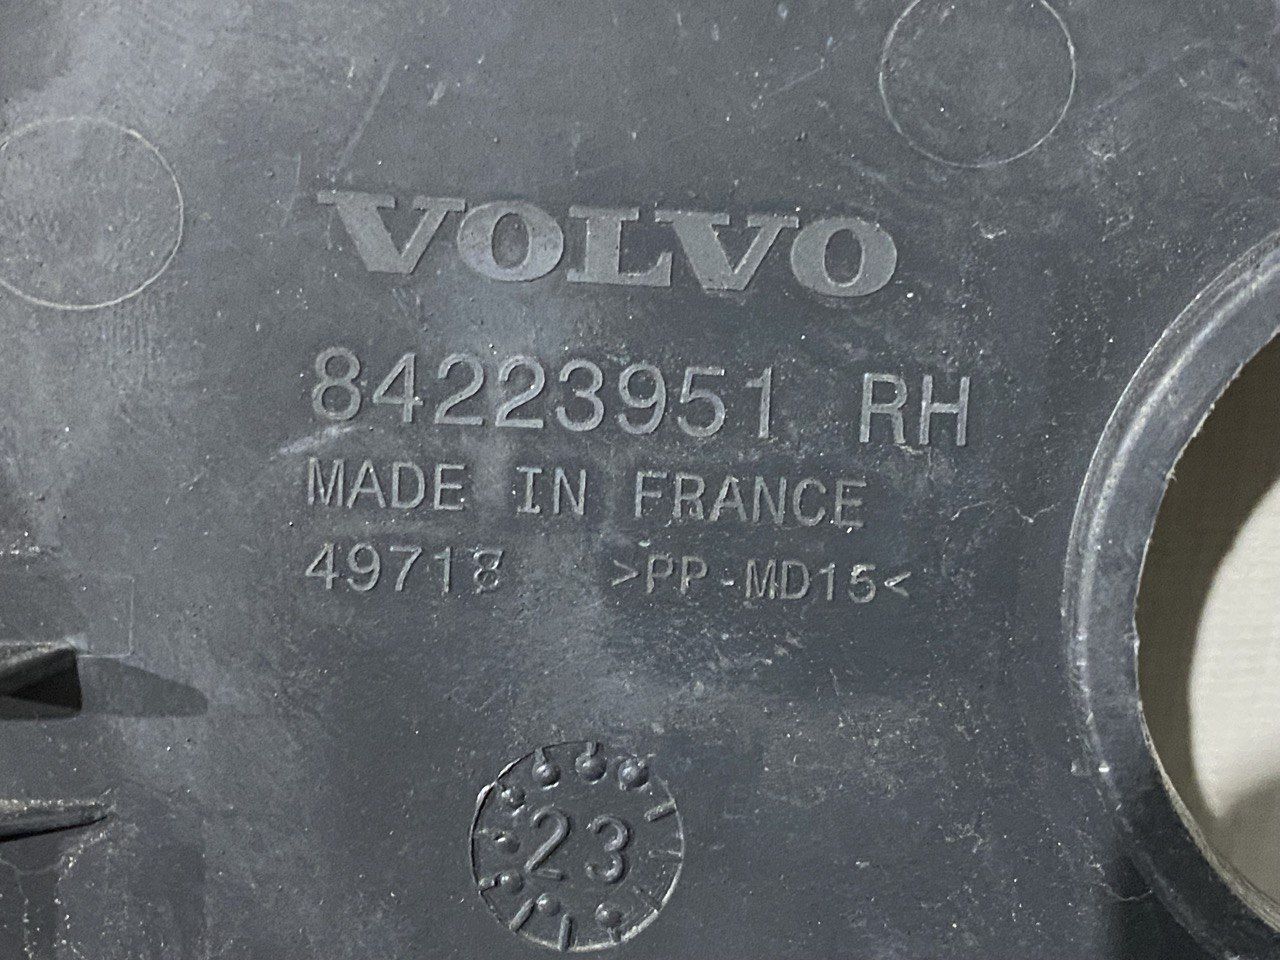 VOLVO
84223951 RH
MADE IN FRANCE
49718 >PP-MD15<
23